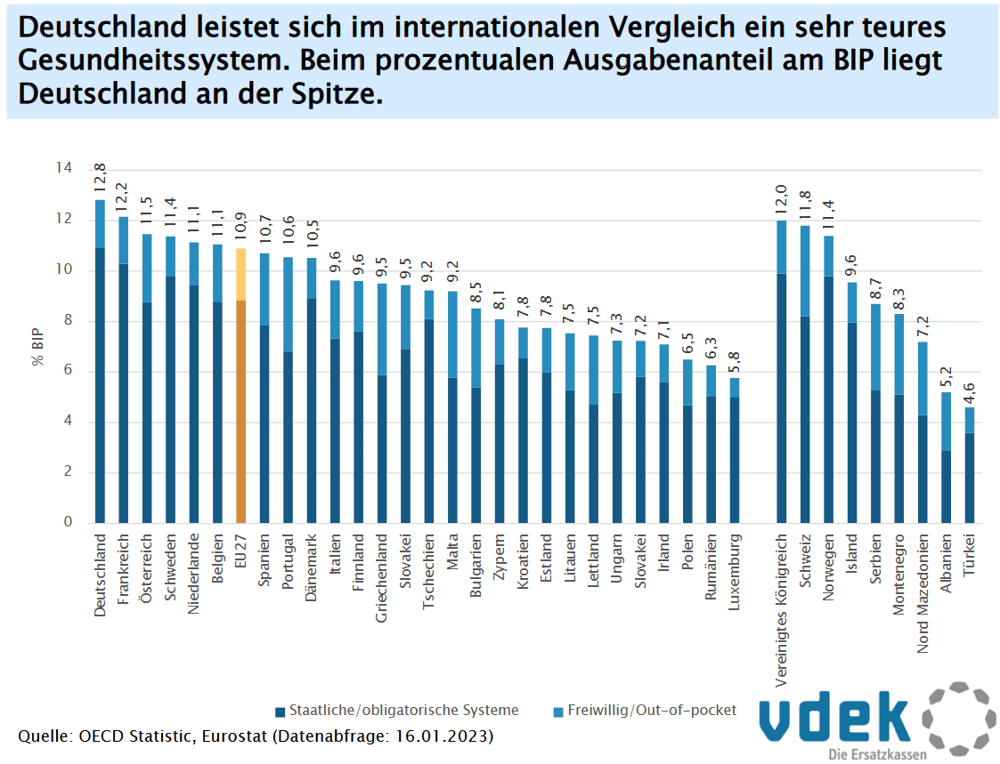 Deutschland leistet sich im internationalen Vergleich ein sehr teures
Gesundheitssystem. Beim prozentualen Ausgabenanteil am BIP liegt
Deutschland an der Spitze.
% BIP
14
12
10
8
6
4
2
0
12,8
12,2
11,5
11,4
11,1
11,1
10,9
10,7
10,6
10,5
9,6
9,6
9,5
9,5
9,2
9,2
8,5
8,1
7,8
7,8
7,5
7,5
7,3
7,2
7,1
6,5
6,3
5,8
12,0
11,8
11,4
9,6
8,7
8,3
7,2
5,2
4,6
Deutschland
Frankreich
Österreich
Schweden
Niederlande
Belgien
EU27
Spanien
Portugal
Dänemark
Italien
Finnland
Griechenland
Slovakei
Tschechien
Malta
Bulgarien
Zypern
Kroatien
Estland
Litauen
Lettland
Ungarn
Slovakei
Irland
Polen
Rumänien
Luxemburg
Vereinigtes Königreich
Schweiz
Norwegen
Island
Serbien
Montenegro
Nord Mazedonien
Albanien
Türkei
Staatliche/obligatorische Systeme
Freiwillig/Out-of-pocket
Quelle: OECD Statistic, Eurostat (Datenabfrage: 16.01.2023)
vdek
Die Ersatzkassen